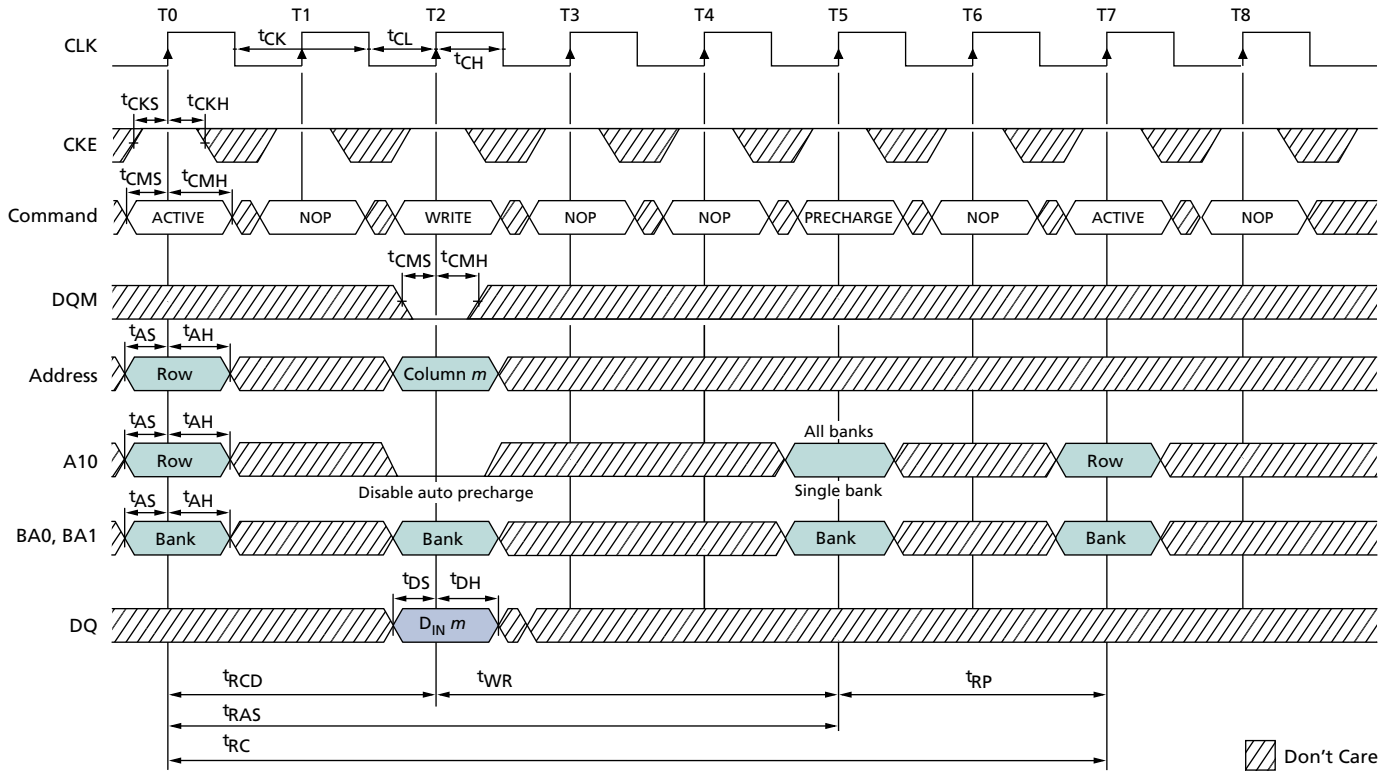 T0 T1 T2 T3 T4 T5 T6 T7 T8
CLK
tCK tCL
tCH
tCKS tCKH
CKE
tCMS tCMH
Command ACTIVE NOP WRITE NOP NOP PRECHARGE NOP ACTIVE NOP
tCMS tCMH
DQM
tAS tAH
Address Row Column m
tAS tAH All banks
A10 Row Row
Disable auto precharge Single bank
tAS tAH
BA0, BA1 Bank Bank Bank Bank
tDS tDH
DQ DIN m
tRCD tWR tRP
tRAS
tRC
Don't Care